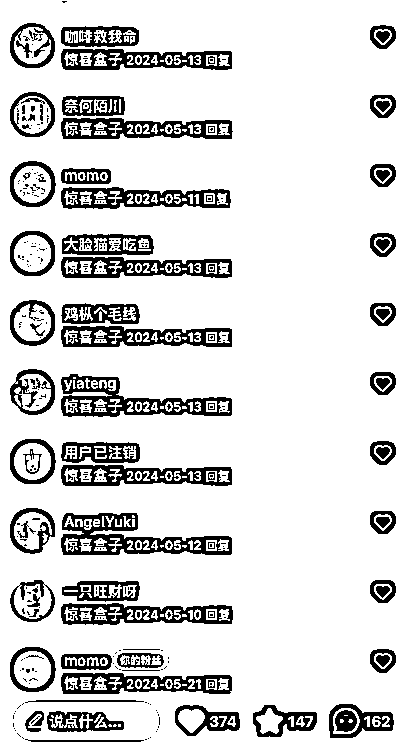 咖啡救我命
惊喜盒子 2024-05-13 回复
奈何陌川
惊喜盒子 2024-05-13 回复
momo
惊喜盒子 2024-05-11 回复
大脸猫爱吃鱼
惊喜盒子 2024-05-13 回复
鸡枞个毛线
惊喜盒子 2024-05-13 回复
yiateng
惊喜盒子 2024-05-13 回复
用户已注销
惊喜盒子 2024-05-13 回复
AngelYuki
惊喜盒子 2024-05-12 回复
一只旺财呀
惊喜盒子 2024-05-10 回复
momo 你的粉丝
惊喜盒子 2024-05-21 回复
说点什么... 374 147 162